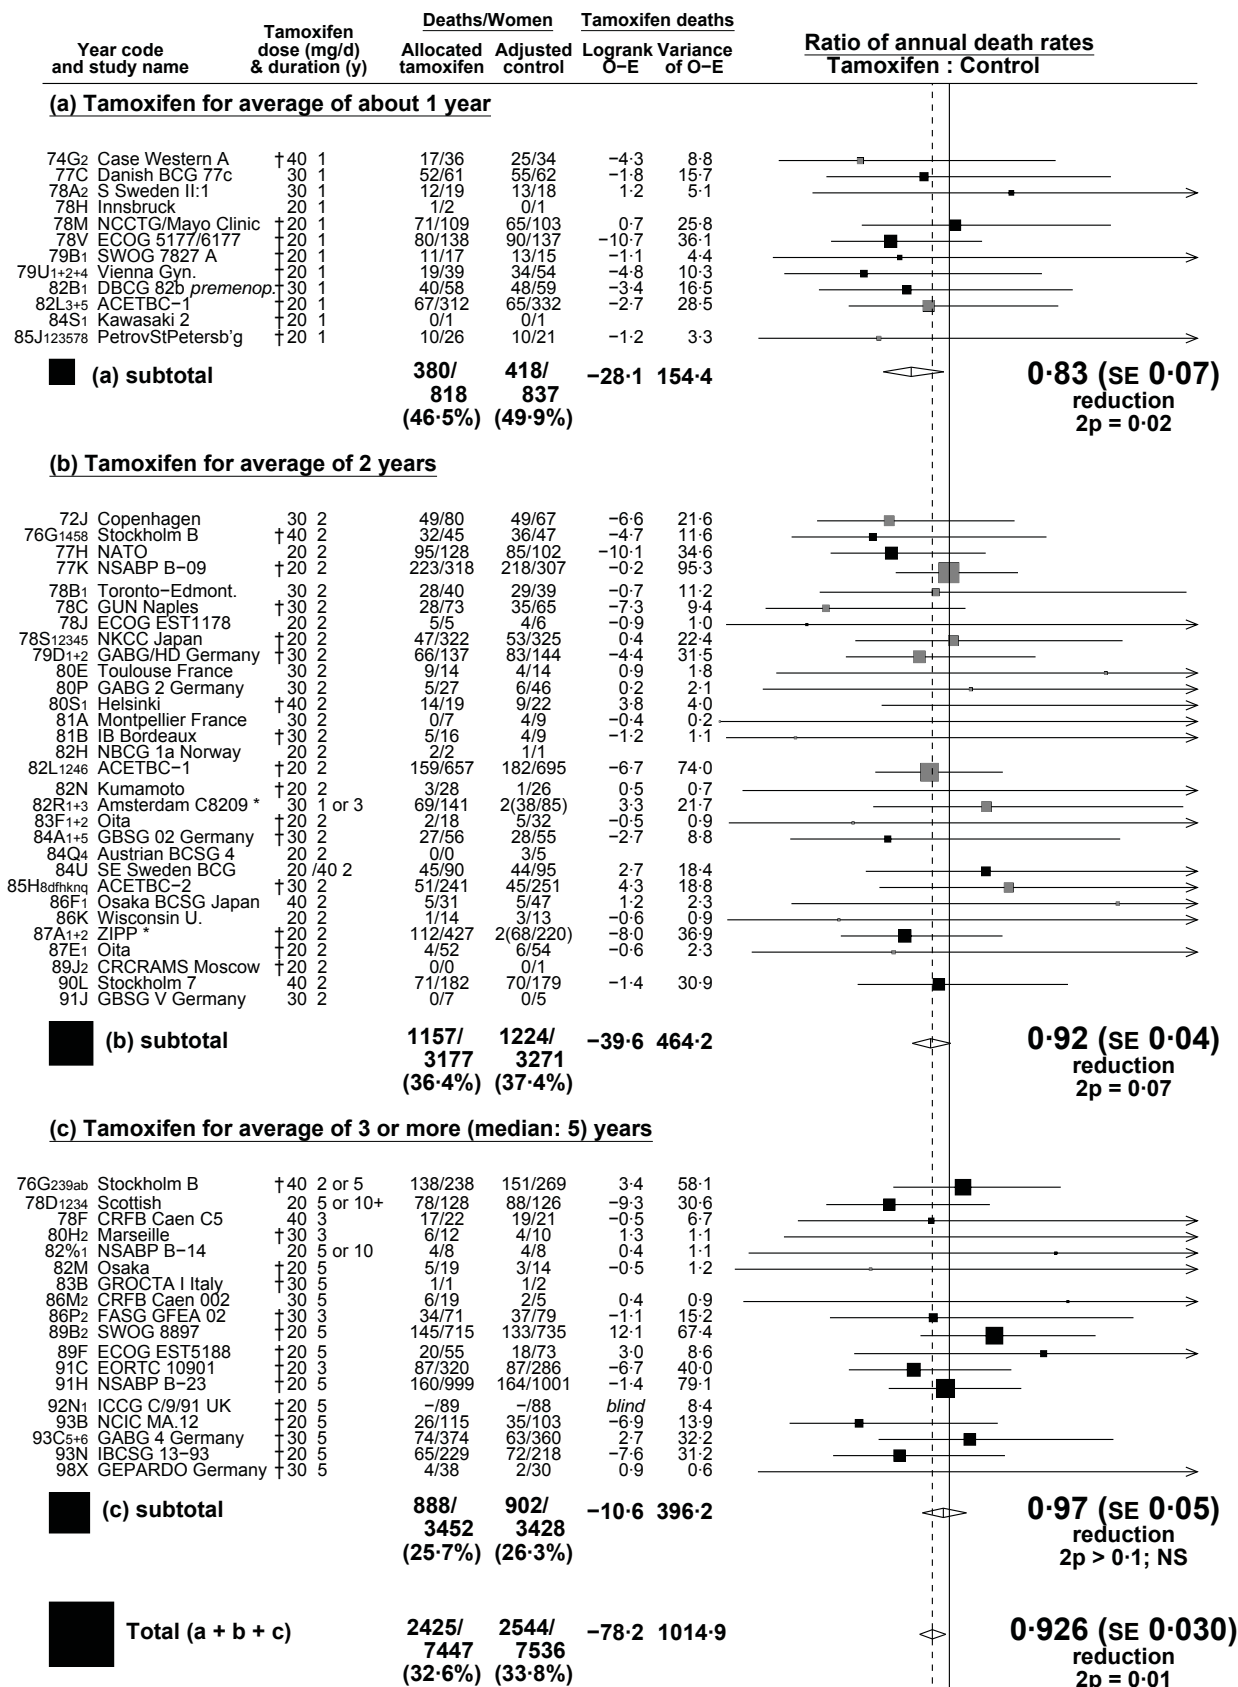 Deaths/Women Tamoxifen deaths
Year code and study name Tamoxifen dose (mg/d) & duration (y) Allocated tamoxifen Adjusted control Logrank O−E Variance of O−E Ratio of annual death rates Tamoxifen : Control
(a) Tamoxifen for average of about 1 year
74G2 Case Western A †40 1 17/36 25/34 −4·3 8·8
77C Danish BCG 77c 30 1 52/61 55/62 −1·8 15·7
78A2 S Sweden II:1 30 1 12/19 13/18 1·2 5·1
78H Innsbruck 20 1 1/2 0/1
78M NCCTG/Mayo Clinic †20 1 71/109 65/103 0·7 25·8
78V ECOG 5177/6177 †20 1 80/138 90/137 −10·7 36·1
79B1 SWOG 7827 A †20 1 11/17 13/15 −1·1 4·4
79U1+2+4 Vienna Gyn. †20 1 19/39 34/54 −4·8 10·3
82B1 DBCG 82b premenop. †30 1 40/58 48/59 −3·4 16·5
82L3+5 ACETBC−1 †20 1 67/312 65/332 −2·7 28·5
84S1 Kawasaki 2 †20 1 0/1 0/1
85J123578 PetrovStPetersb'g †20 1 10/26 10/21 −1·2 3·3
(a) subtotal 380/ 818 (46·5%) 418/ 837 (49·9%) −28·1 154·4 0·83 (SE 0·07)
reduction
2p = 0·02
(b) Tamoxifen for average of 2 years
72J Copenhagen 30 2 49/80 49/67 −6·6 21·6
76G1458 Stockholm B †40 2 32/45 36/47 −4·7 11·6
77H NATO 20 2 95/128 85/102 −10·1 34·6
77K NSABP B−09 †20 2 223/318 218/307 −0·2 95·3
78B1 Toronto−Edmont. 30 2 28/40 29/39 −0·7 11·2
78C GUN Naples †30 2 28/73 35/65 −7·3 9·4
78J ECOG EST1178 20 2 5/5 4/6 −0·9 1·0
78S12345 NKCC Japan †20 2 47/322 53/325 0·4 22·4
79D1+2 GABG/HD Germany †30 2 66/137 83/144 −4·4 31·5
80E Toulouse France 30 2 9/14 4/14 0·9 1·8
80P GABG 2 Germany 30 2 5/27 6/46 0·2 2·1
80S1 Helsinki †40 2 14/19 9/22 3·8 4·0
81A Montpellier France 30 2 0/7 4/9 −0·4 0·2
81B IB Bordeaux †30 2 5/16 4/9 −1·2 1·1
82H NBCG 1a Norway 20 2 2/2 1/1
82L1246 ACETBC−1 †20 2 159/657 182/695 −6·7 74·0
82N Kumamoto †20 2 3/28 1/26 0·5 0·7
82R1+3 Amsterdam C8209 * 30 1 or 3 69/141 2(38/85) 3·3 21·7
83F1+2 Oita †20 2 2/18 5/32 −0·5 0·9
84A1+5 GBSG 02 Germany †30 2 27/56 28/55 −2·7 8·8
84Q4 Austrian BCSG 4 20 2 0/0 3/5
84U SE Sweden BCG 20 /40 2 45/90 44/95 2·7 18·4
85H8dfhknq ACETBC−2 †30 2 51/241 45/251 4·3 18·8
86F1 Osaka BCSG Japan 40 2 5/31 5/47 1·2 2·3
86K Wisconsin U. 20 2 1/14 3/13 −0·6 0·9
87A1+2 ZIPP * †20 2 112/427 2(68/220) −8·0 36·9
87E1 Oita †20 2 4/52 6/54 −0·6 2·3
89J2 CRCRAMS Moscow †20 2 0/0 0/1
90L Stockholm 7 40 2 71/182 70/179 −1·4 30·9
91J GBSG V Germany 30 2 0/7 0/5
(b) subtotal 1157/ 3177 (36·4%) 1224/ 3271 (37·4%) −39·6 464·2 0·92 (SE 0·04)
reduction
2p = 0·07
(c) Tamoxifen for average of 3 or more (median: 5) years
76G239ab Stockholm B †40 2 or 5 138/238 151/269 3·4 58·1
78D1234 Scottish 20 5 or 10+ 78/128 88/126 −9·3 30·6
78F CRFB Caen C5 40 3 17/22 19/21 −0·5 6·7
80H2 Marseille †30 3 6/12 4/10 1·3 1·1
82%1 NSABP B−14 20 5 or 10 4/8 4/8 0·4 1·1
82M Osaka †20 5 5/19 3/14 −0·5 1·2
83B GROCTA I Italy †30 5 1/1 1/2
86M2 CRFB Caen 002 30 5 6/19 2/5 0·4 0·9
86P2 FASG GFEA 02 †30 3 34/71 37/79 −1·1 15·2
89B2 SWOG 8897 †20 5 145/715 133/735 12·1 67·4
89F ECOG EST5188 †20 5 20/55 18/73 3·0 8·6
91C EORTC 10901 †20 3 87/320 87/286 −6·7 40·0
91H NSABP B−23 †20 5 160/999 164/1001 −1·4 79·1
92N1 ICCG C/9/91 UK †20 5 −/89 −/88 blind 8·4
93B NCIC MA.12 †20 5 26/115 35/103 −6·9 13·9
93C5+6 GABG 4 Germany †30 5 74/374 63/360 2·7 32·2
93N IBCSG 13−93 †20 5 65/229 72/218 −7·6 31·2
98X GEPARDO Germany †30 5 4/38 2/30 0·9 0·6
(c) subtotal 888/ 3452 (25·7%) 902/ 3428 (26·3%) −10·6 396·2 0·97 (SE 0·05)
reduction
2p > 0·1; NS
Total (a + b + c) 2425/ 7447 (32·6%) 2544/ 7536 (33·8%) −78·2 1014·9 0·926 (SE 0·030)
reduction
2p = 0·01